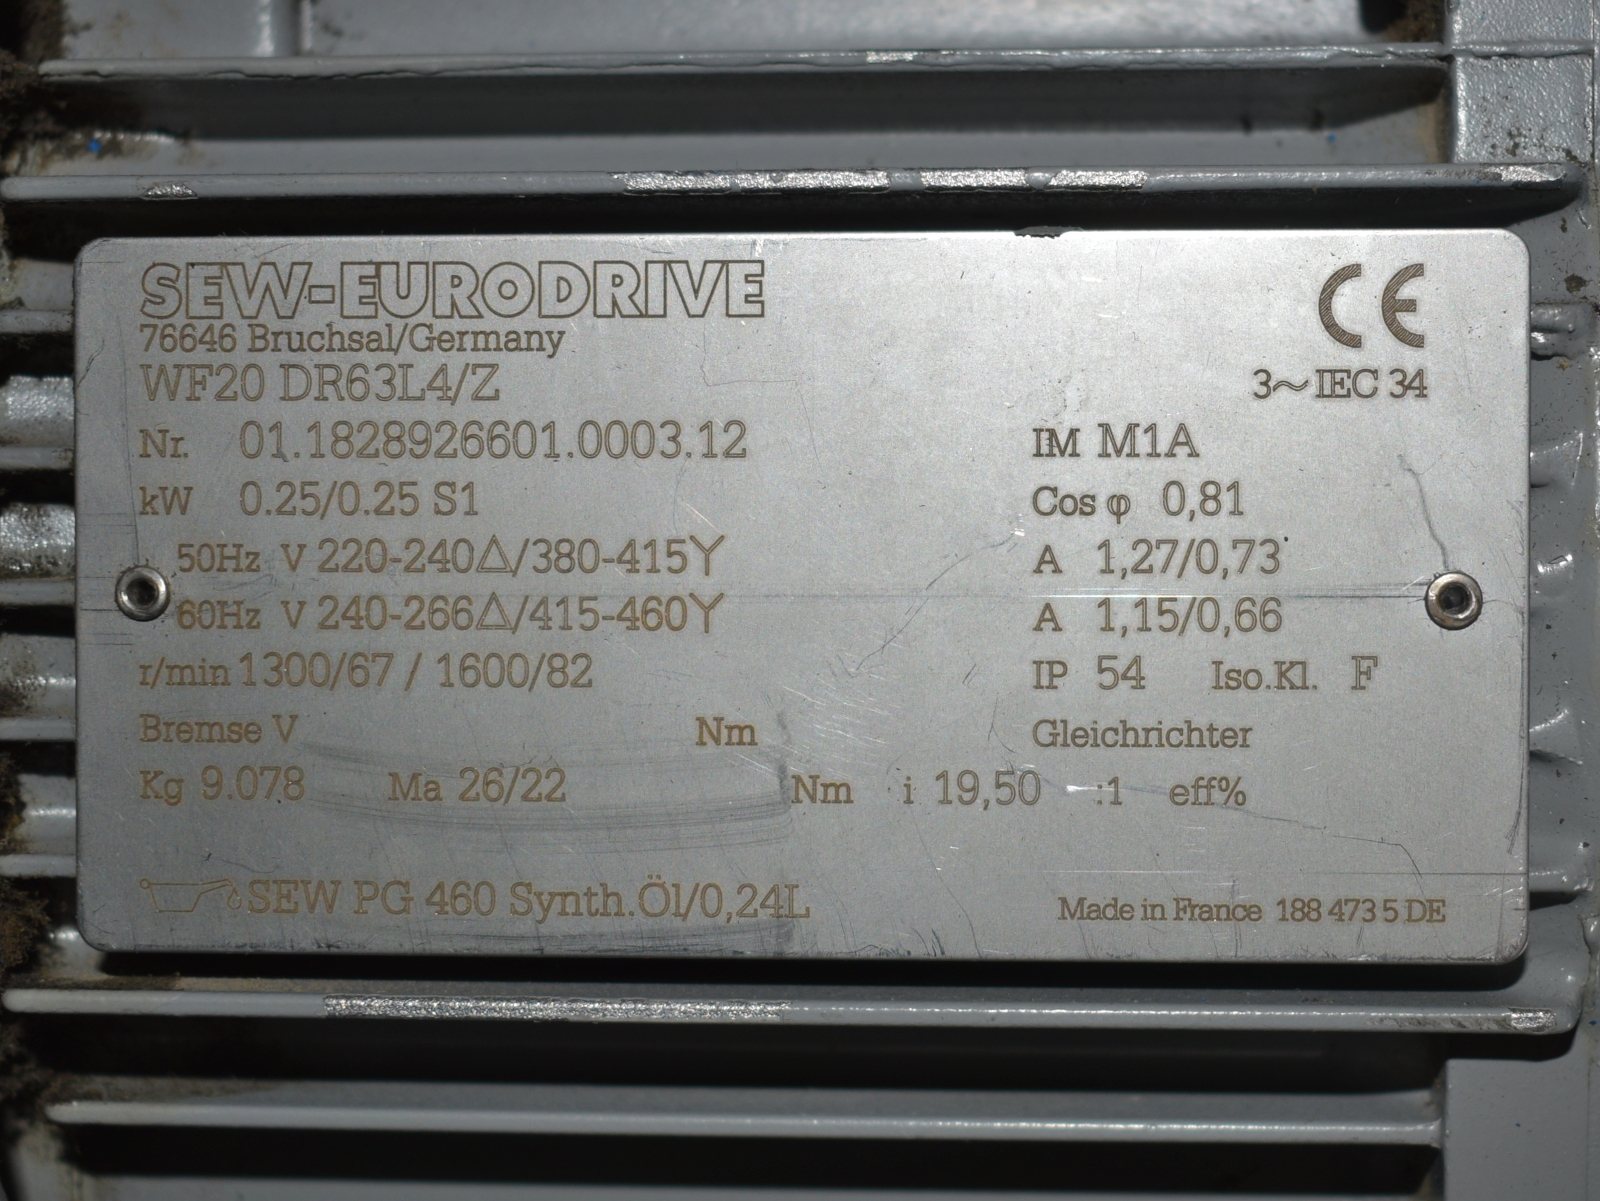 SEW-EURODRIVE
CE
76646 Bruchsal/Germany
WF20 DR63L4/Z
3~ IEC 34
Nr. 01.1828926601.0003.12 IM M1A
kW 0.25/0.25 S1 Cos φ 0,81
50Hz V 220-240△/380-415Y A 1,27/0,73
60Hz V 240-266△/415-460Y A 1,15/0,66
r/min 1300/67 / 1600/82 IP 54 Iso.Kl. F
Bremse V Nm Gleichrichter
Kg 9.078 Ma 26/22 Nm i 19,50 :1 eff%
SEW PG 460 Synth.Öl/0,24L
Made in France 188 473 5 DE